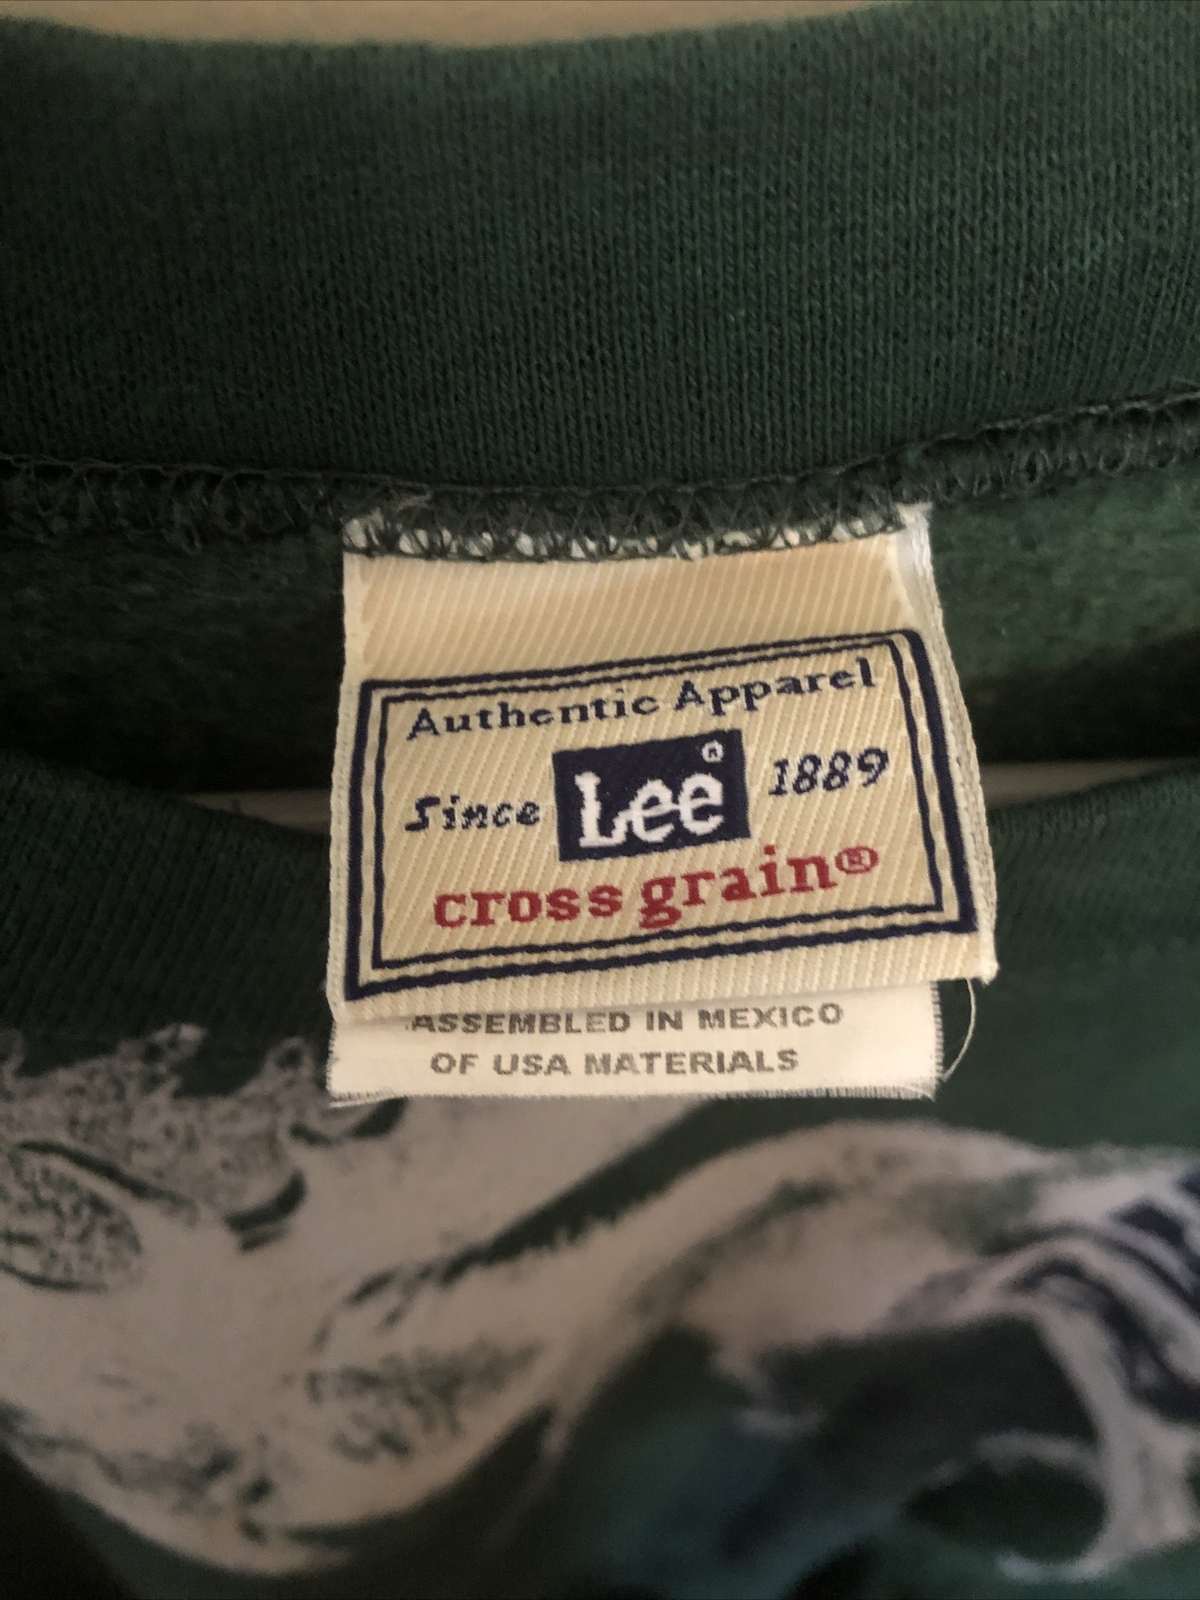 Authentic Apparel
Since Lee® 1889
cross grain®
ASSEMBLED IN MEXICO
OF USA MATERIALS